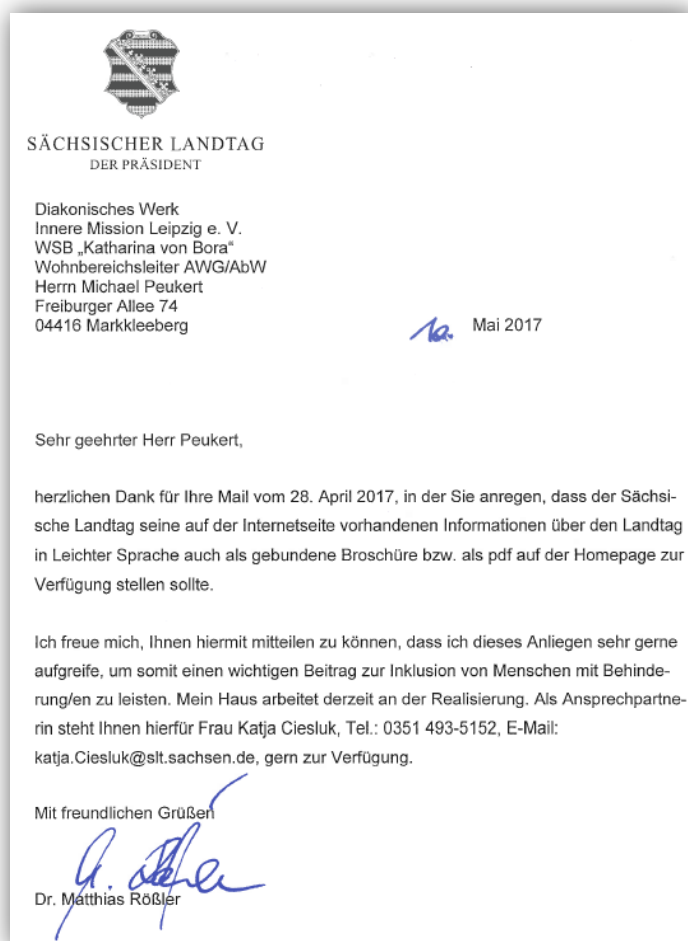 SÄCHSISCHER LANDTAG
DER PRÄSIDENT
Diakonisches Werk
Innere Mission Leipzig e. V.
WSB „Katharina von Bora“
Wohnbereichsleiter AWG/AbW
Herrn Michael Peukert
Freiburger Allee 74
04416 Markkleeberg
10. Mai 2017
Sehr geehrter Herr Peukert,
herzlichen Dank für Ihre Mail vom 28. April 2017, in der Sie anregen, dass der Sächsi-
sche Landtag seine auf der Internetseite vorhandenen Informationen über den Landtag
in Leichter Sprache auch als gebundene Broschüre bzw. als pdf auf der Homepage zur
Verfügung stellen sollte.
Ich freue mich, Ihnen hiermit mitteilen zu können, dass ich dieses Anliegen sehr gerne
aufgreife, um somit einen wichtigen Beitrag zur Inklusion von Menschen mit Behinde-
rung/en zu leisten. Mein Haus arbeitet derzeit an der Realisierung. Als Ansprechpartne-
rin steht Ihnen hierfür Frau Katja Ciesluk, Tel.: 0351 493-5152, E-Mail:
katja.Ciesluk@slt.sachsen.de, gern zur Verfügung.
Mit freundlichen Grüßen
Dr. Matthias Rößler